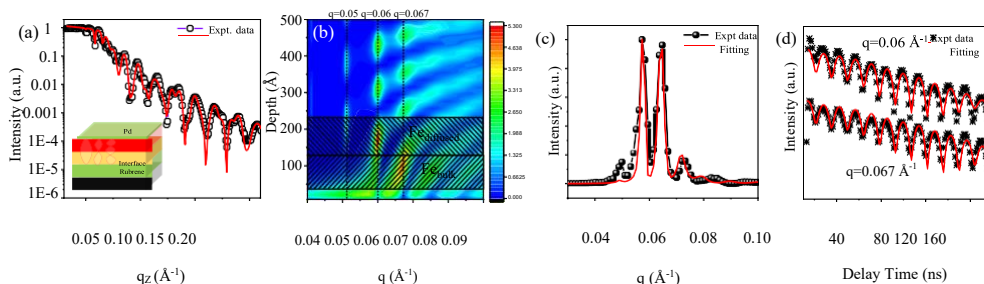 (a)
Expt. data
Intensity (a.u.)
1
0.1
0.01
0.001
1E-4
1E-5
1E-6
Pd
Interface
Rubrene
0.05 0.10 0.15 0.20
qZ (Å-1)
q=0.05 q=0.06 q=0.067
(b)
Depth(Å)
500
400
300
200
100
Fediffused
Febulk
0.04 0.05 0.06 0.07 0.08 0.09
q (Å-1)
5.300
4.638
3.975
3.313
2.650
1.988
1.325
0.6625
0.000
(c)
Expt data
Fitting
Intensity (a.u.)
0.04 0.06 0.08 0.10
q (Å-1)
(d)
Expt data
Fitting
q=0.06 Å-1
0.067 Å-1
Intensity (a.u.)
40 80 120 160
Delay Time (ns)